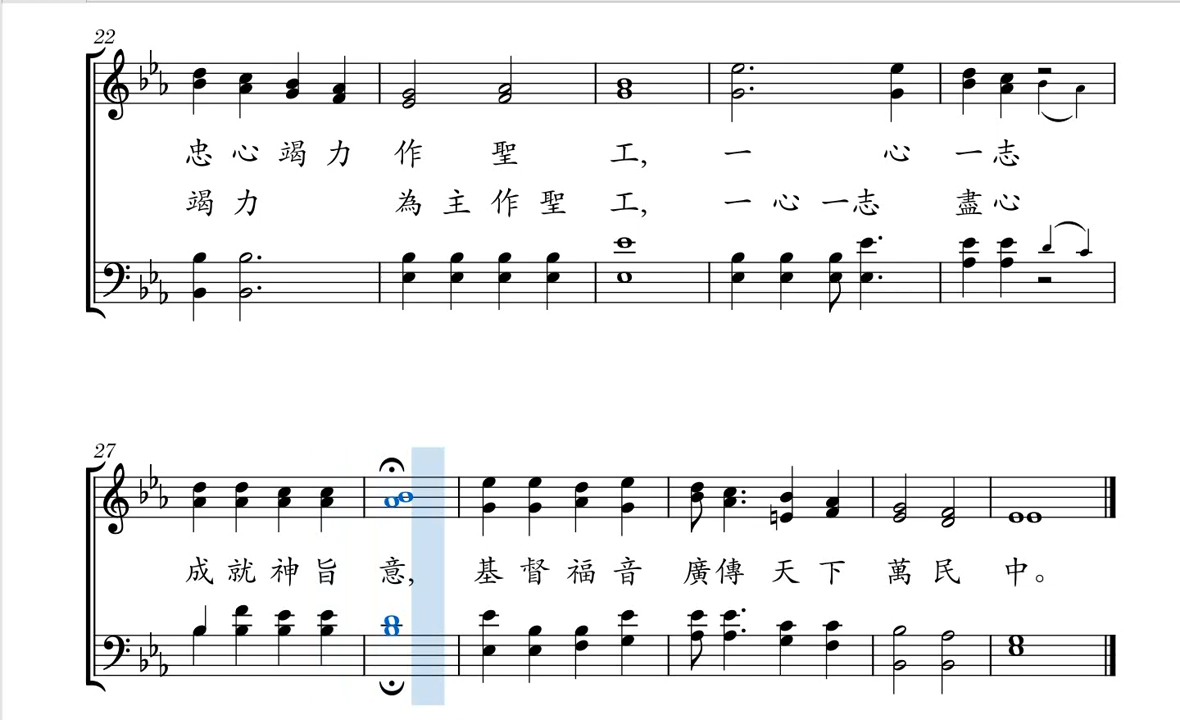 22
忠 心 竭 力 作 聖 工, 一 心 一 志
竭 力 為 主 作 聖 工, 一 心 一 志 盡 心
27
成 就 神 旨 意, 基 督 福 音 廣 傳 天 下 萬 民 中。